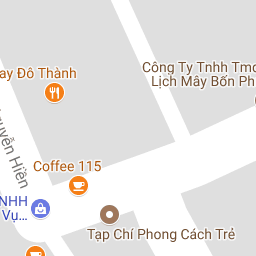 ay Đô Thành
Công Ty Tnhh Tmd
Lịch Mây Bốn Ph
Coffee 115
NHH
Vụ...
guyễn Hiền
Tạp Chí Phong Cách Trẻ